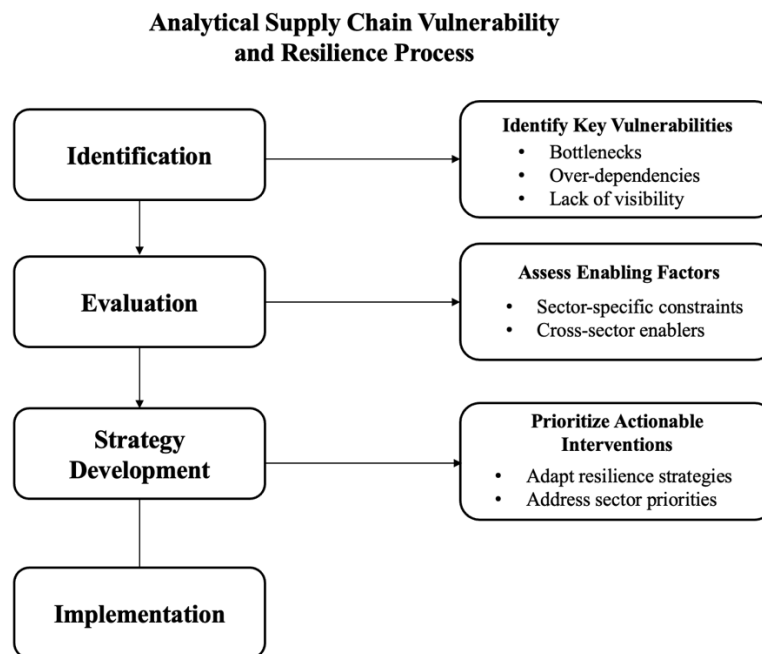 Analytical Supply Chain Vulnerability
and Resilience Process
Identification
Identify Key Vulnerabilities
• Bottlenecks
• Over-dependencies
• Lack of visibility
Evaluation
Assess Enabling Factors
• Sector-specific constraints
• Cross-sector enablers
Strategy
Development
Prioritize Actionable
Interventions
• Adapt resilience strategies
• Address sector priorities
Implementation